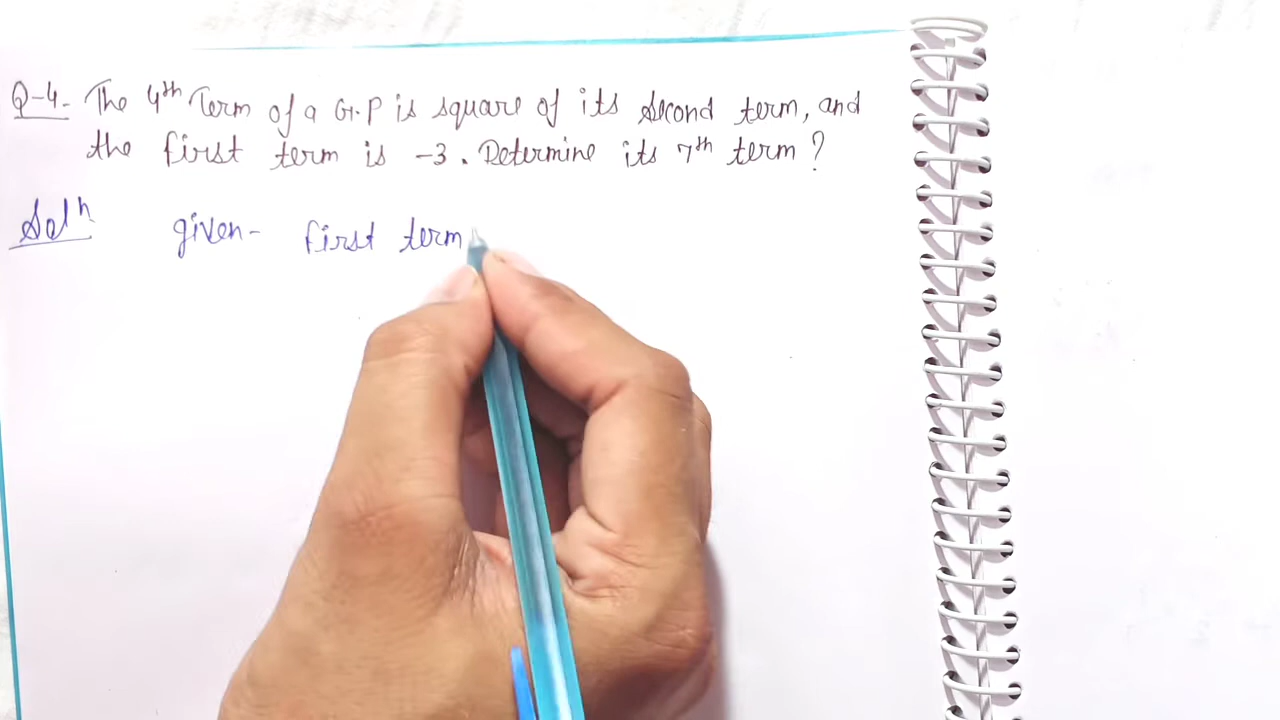 Q-4. The 4th Term of a G.P is square of its second term, and
the first term is -3. Determine its 7th term?
Solⁿ given- first term